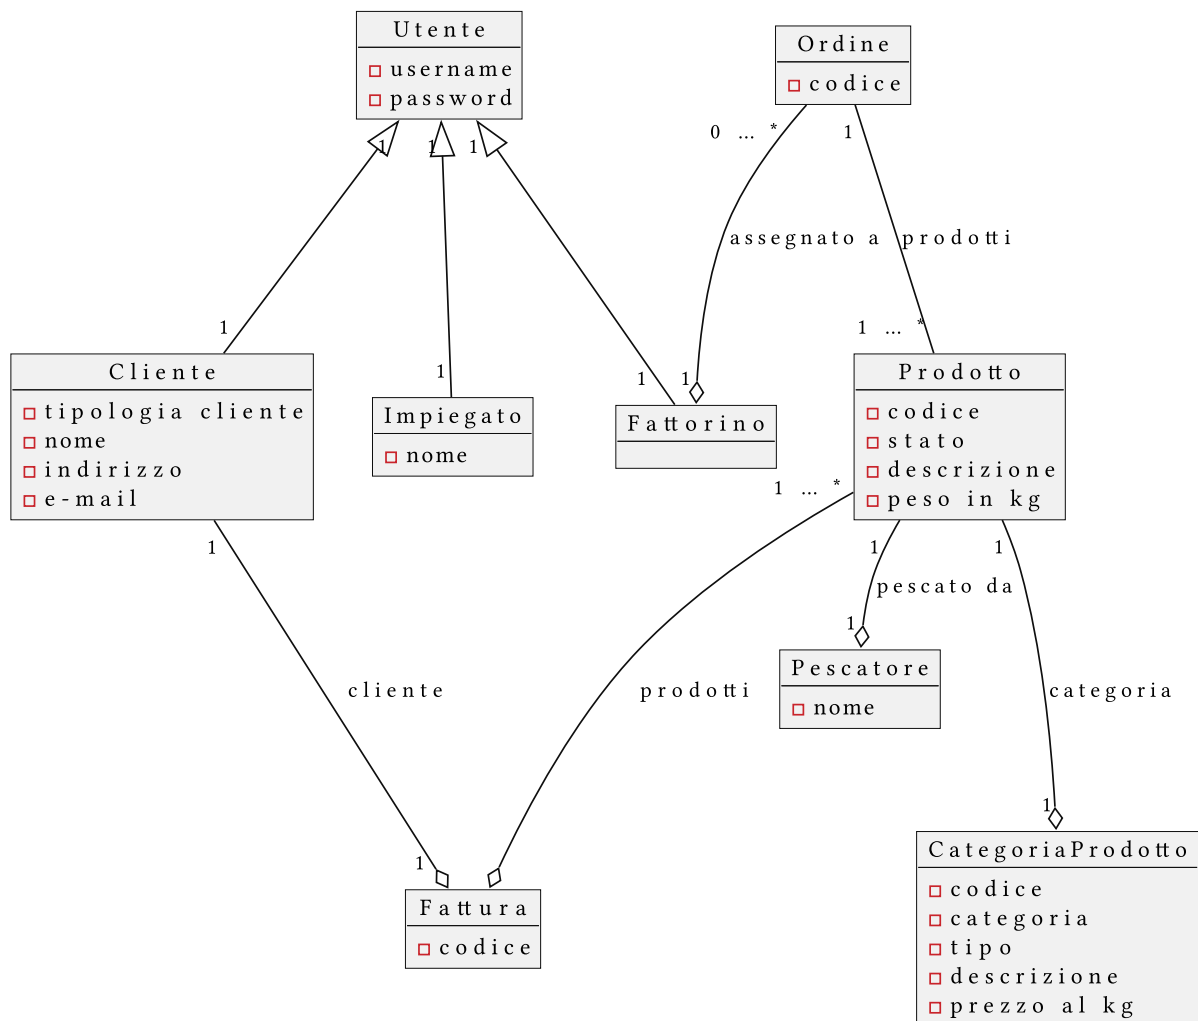 Utente
username
password
Ordine
codice
1
1
1
0 ... *
1
assegnato a
prodotti
1
1
1
1
1 ... *
Cliente
tipologia cliente
nome
indirizzo
e-mail
Impiegato
nome
Fattorino
Prodotto
codice
stato
descrizione
peso in kg
1 ... *
1
1
1
pescato da
1
Pescatore
nome
cliente
prodotti
categoria
1
1
Fattura
codice
CategoriaProdotto
codice
categoria
tipo
descrizione
prezzo al kg